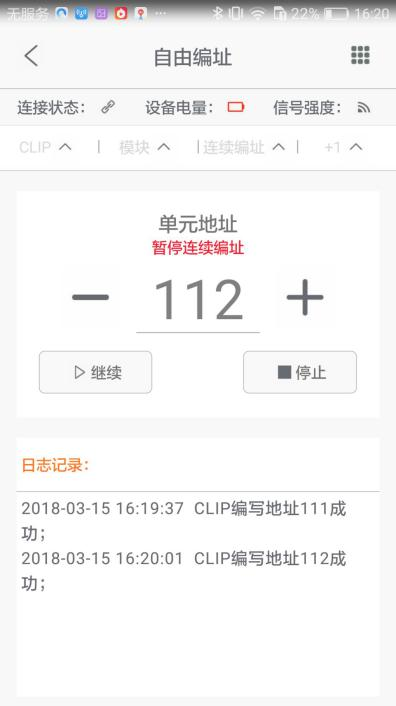 无服务 22% 16:20
自由编址
连接状态: 设备电量: 信号强度:
CLIP | 模块 | 连续编址 | +1
单元地址
暂停连续编址
112
继续 停止
日志记录:
2018-03-15 16:19:37 CLIP编写地址111成
功;
2018-03-15 16:20:01 CLIP编写地址112成
功;